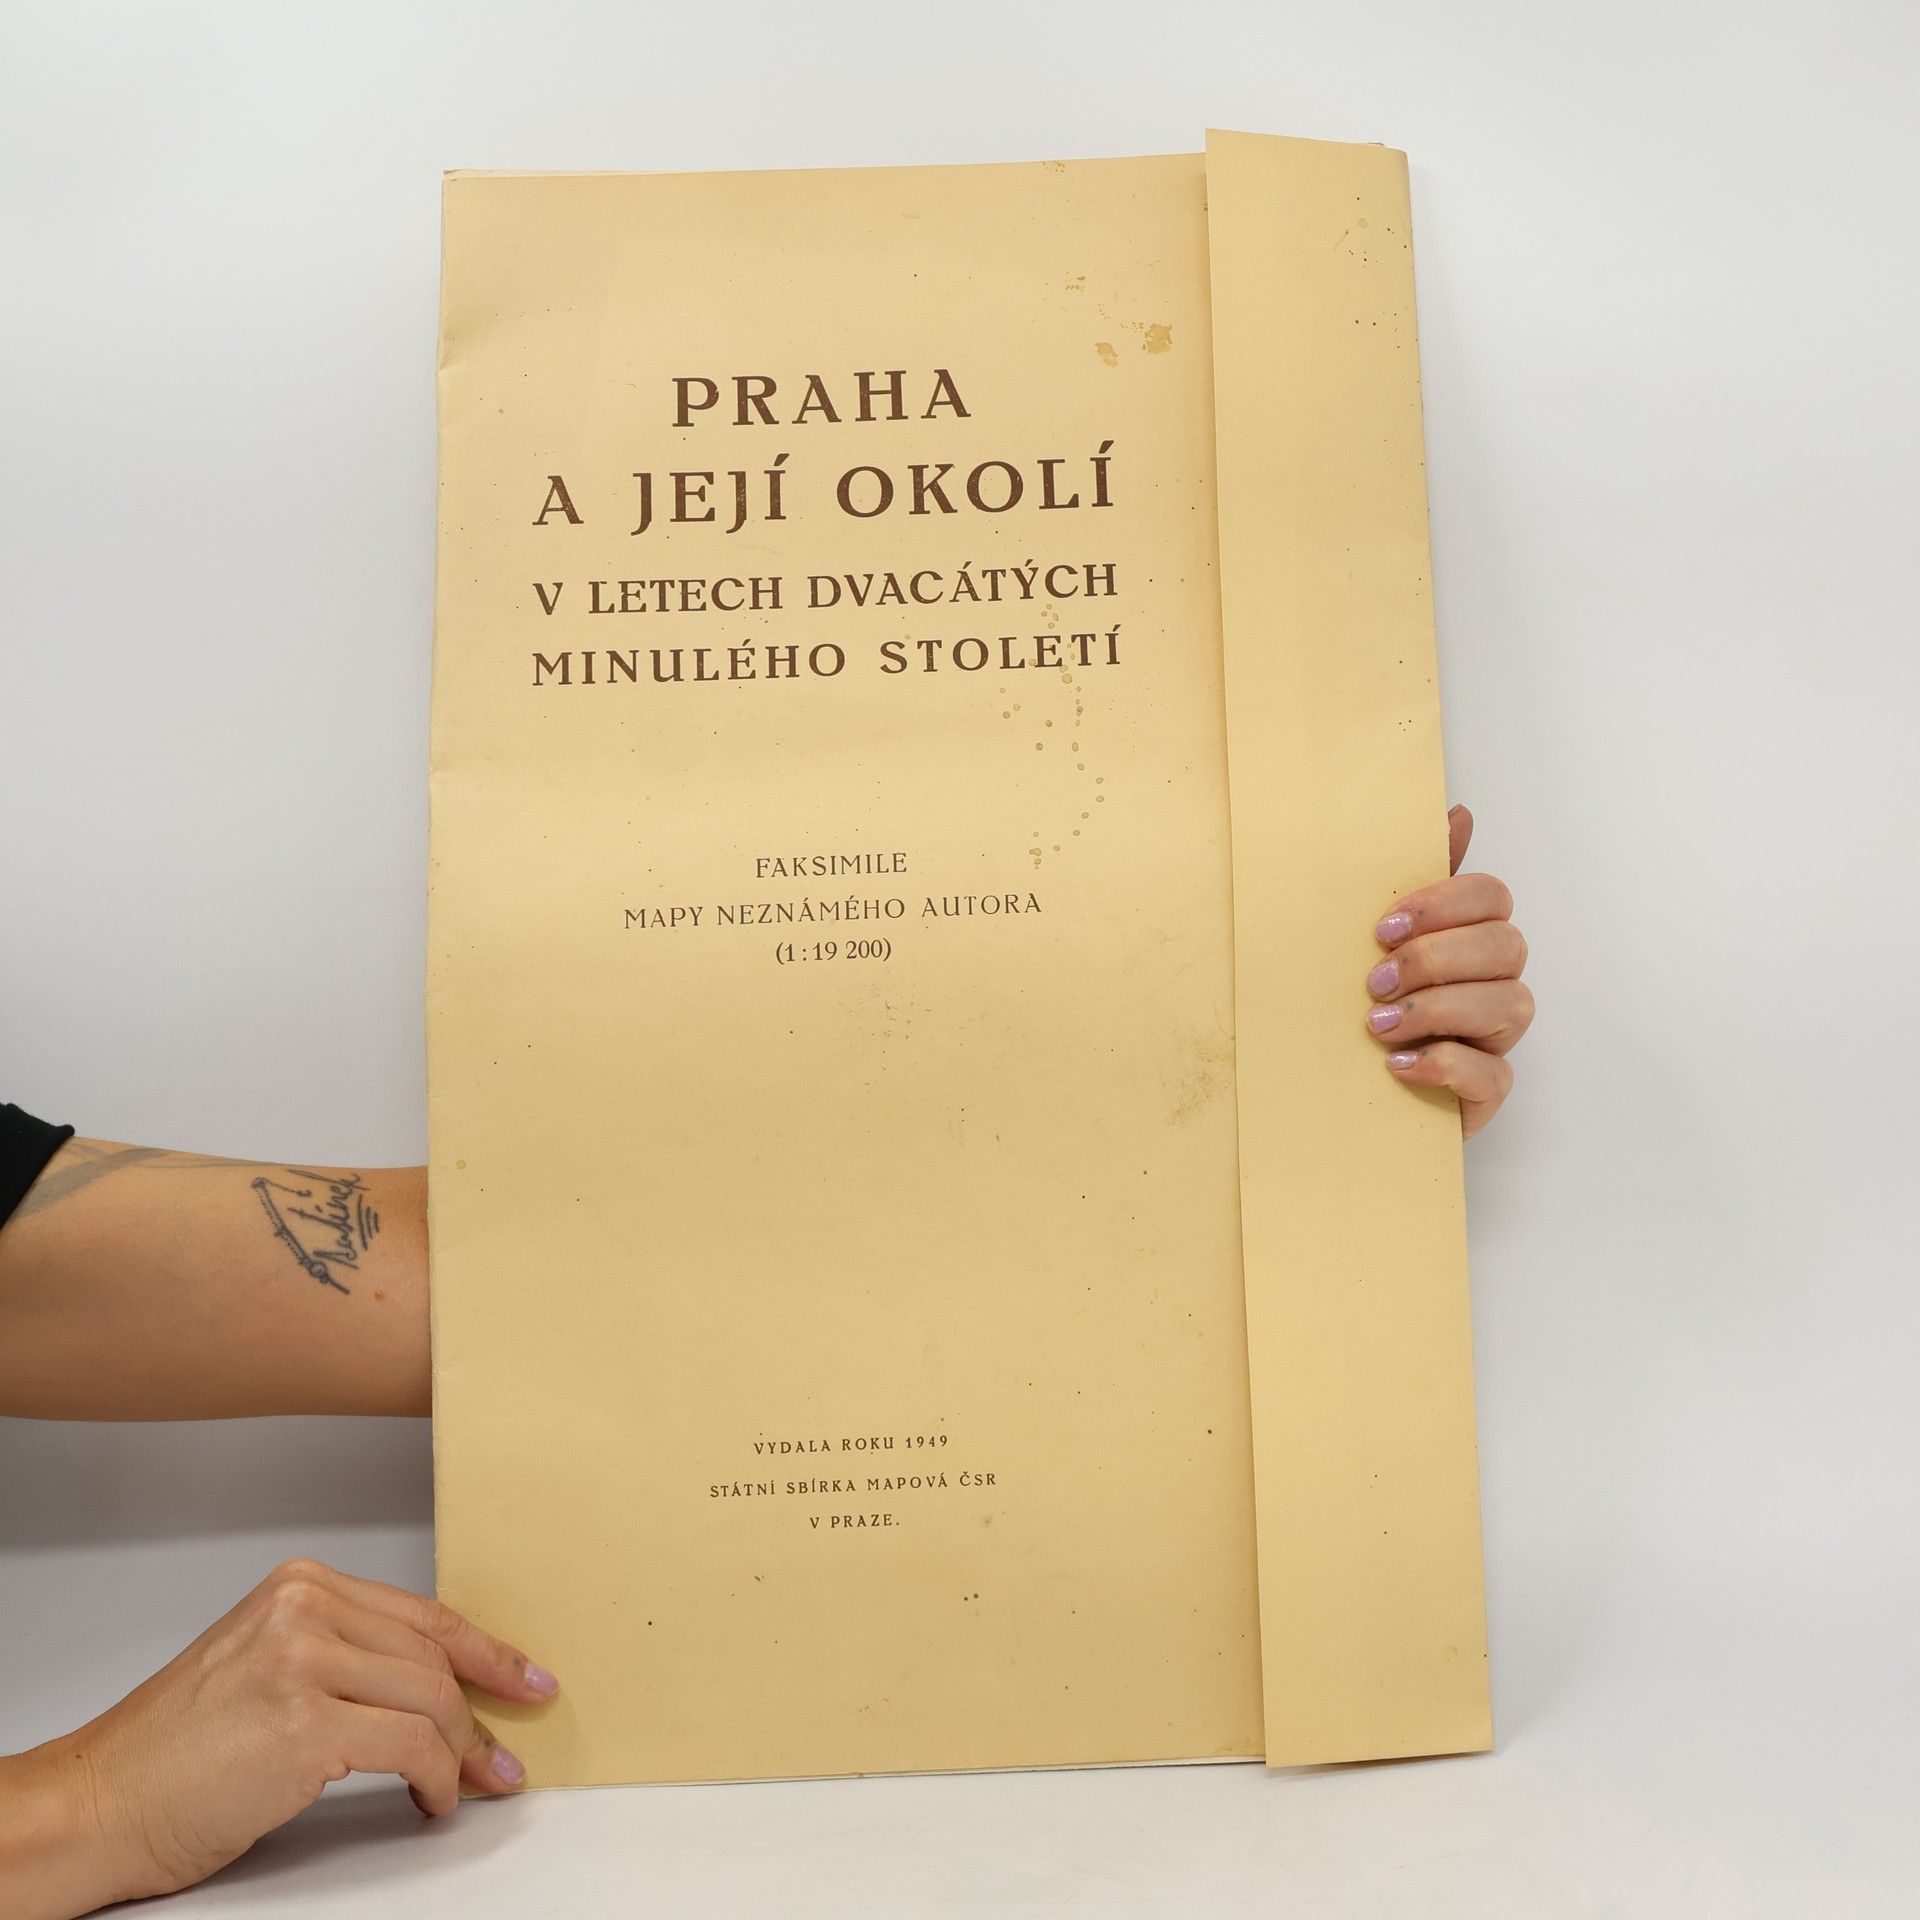 PRAHA
A JEJÍ OKOLÍ
V LETECH DVACÁTÝCH
MINULÉHO STOLETÍ
FAKSIMILE
MAPY NEZNÁMÉHO AUTORA
(1:19 200)
VYDALA ROKU 1949
STÁTNÍ SBÍRKA MAPOVÁ ČSR
V PRAZE.